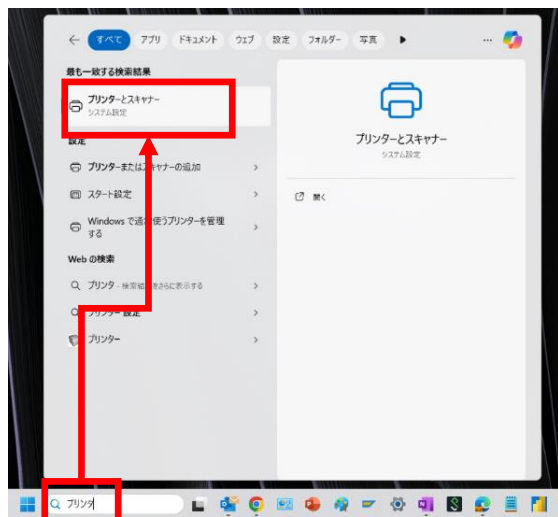 すべて アプリ ドキュメント ウェブ 設定 フォルダー 写真
最も一致する検索結果
プリンターとスキャナー
システム設定
プリンターとスキャナー
システム設定
開く
設定
プリンターまたはスキャナーの追加
スタート設定
Windows で通常使うプリンターを管理
する
Web の検索
プリンタ - 検索結果をさらに表示する
プリンター 設定
プリンター
プリンタ